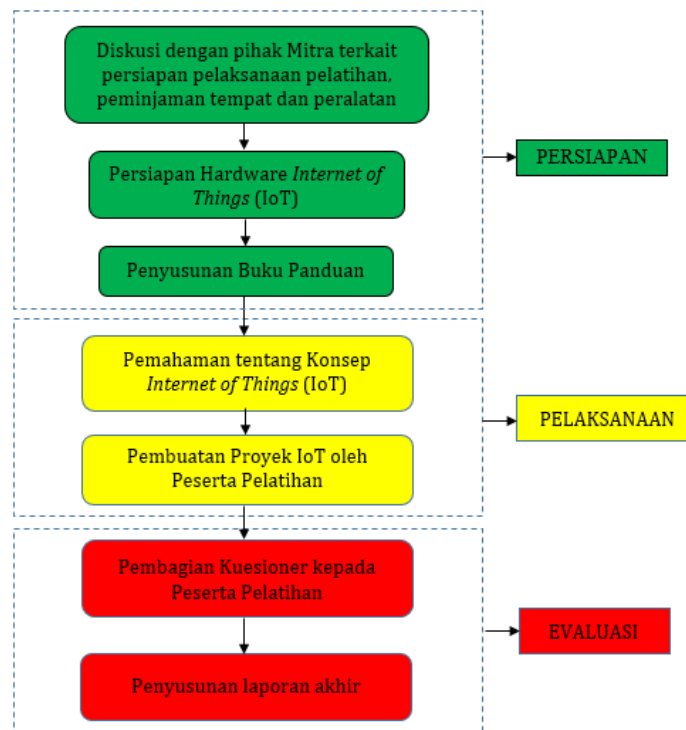 Diskusi dengan pihak Mitra terkait
persiapan pelaksanaan pelatihan,
peminjaman tempat dan peralatan
PERSIAPAN
Persiapan Hardware Internet of
Things (IoT)
Penyusunan Buku Panduan
Pemahaman tentang Konsep
Internet of Things (IoT)
PELAKSANAAN
Pembuatan Proyek IoT oleh
Peserta Pelatihan
Pembagian Kuesioner kepada
Peserta Pelatihan
EVALUASI
Penyusunan laporan akhir